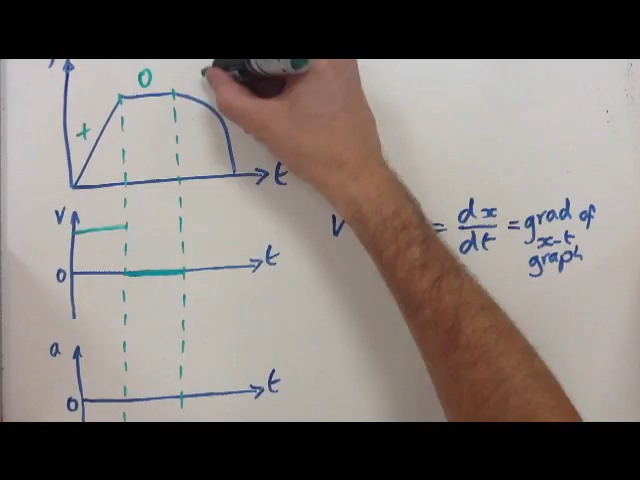 0
+
t
v
0
t
a
0
t
v = dx/dt = grad of
x-t
graph